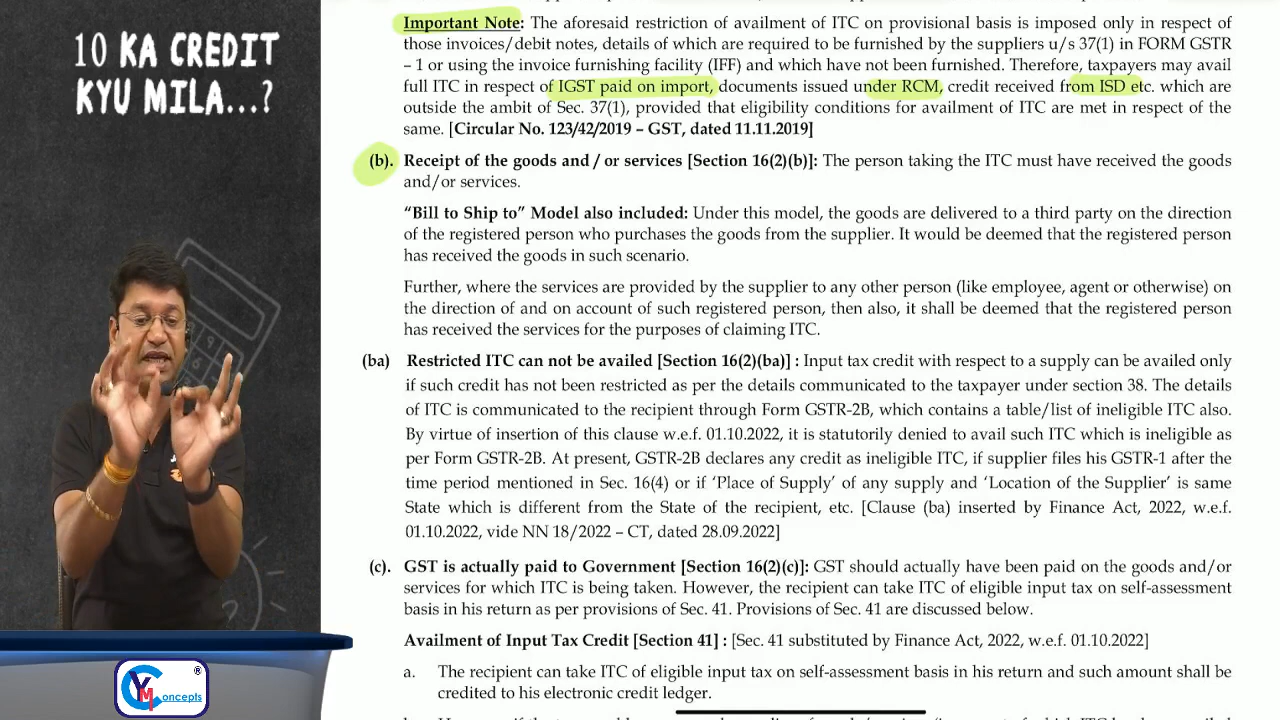 10 KA CREDIT
KYU MILA...?
Important Note: The aforesaid restriction of availment of ITC on provisional basis is imposed only in respect of
those invoices/debit notes, details of which are required to be furnished by the suppliers u/s 37(1) in FORM GSTR
– 1 or using the invoice furnishing facility (IFF) and which have not been furnished. Therefore, taxpayers may avail
full ITC in respect of IGST paid on import, documents issued under RCM, credit received from ISD etc. which are
outside the ambit of Sec. 37(1), provided that eligibility conditions for availment of ITC are met in respect of the
same. [Circular No. 123/42/2019 – GST, dated 11.11.2019]
(b). Receipt of the goods and / or services [Section 16(2)(b)]: The person taking the ITC must have received the goods
and/or services.
“Bill to Ship to” Model also included: Under this model, the goods are delivered to a third party on the direction
of the registered person who purchases the goods from the supplier. It would be deemed that the registered person
has received the goods in such scenario.
Further, where the services are provided by the supplier to any other person (like employee, agent or otherwise) on
the direction of and on account of such registered person, then also, it shall be deemed that the registered person
has received the services for the purposes of claiming ITC.
(ba) Restricted ITC can not be availed [Section 16(2)(ba)] : Input tax credit with respect to a supply can be availed only
if such credit has not been restricted as per the details communicated to the taxpayer under section 38. The details
of ITC is communicated to the recipient through Form GSTR-2B, which contains a table/list of ineligible ITC also.
By virtue of insertion of this clause w.e.f. 01.10.2022, it is statutorily denied to avail such ITC which is ineligible as
per Form GSTR-2B. At present, GSTR-2B declares any credit as ineligible ITC, if supplier files his GSTR-1 after the
time period mentioned in Sec. 16(4) or if ‘Place of Supply’ of any supply and ‘Location of the Supplier’ is same
State which is different from the State of the recipient, etc. [Clause (ba) inserted by Finance Act, 2022, w.e.f.
01.10.2022, vide NN 18/2022 – CT, dated 28.09.2022]
(c). GST is actually paid to Government [Section 16(2)(c)]: GST should actually have been paid on the goods and/or
services for which ITC is being taken. However, the recipient can take ITC of eligible input tax on self-assessment
basis in his return as per provisions of Sec. 41. Provisions of Sec. 41 are discussed below.
Availment of Input Tax Credit [Section 41] : [Sec. 41 substituted by Finance Act, 2022, w.e.f. 01.10.2022]
a. The recipient can take ITC of eligible input tax on self-assessment basis in his return and such amount shall be
credited to his electronic credit ledger.
YM Concepts ®